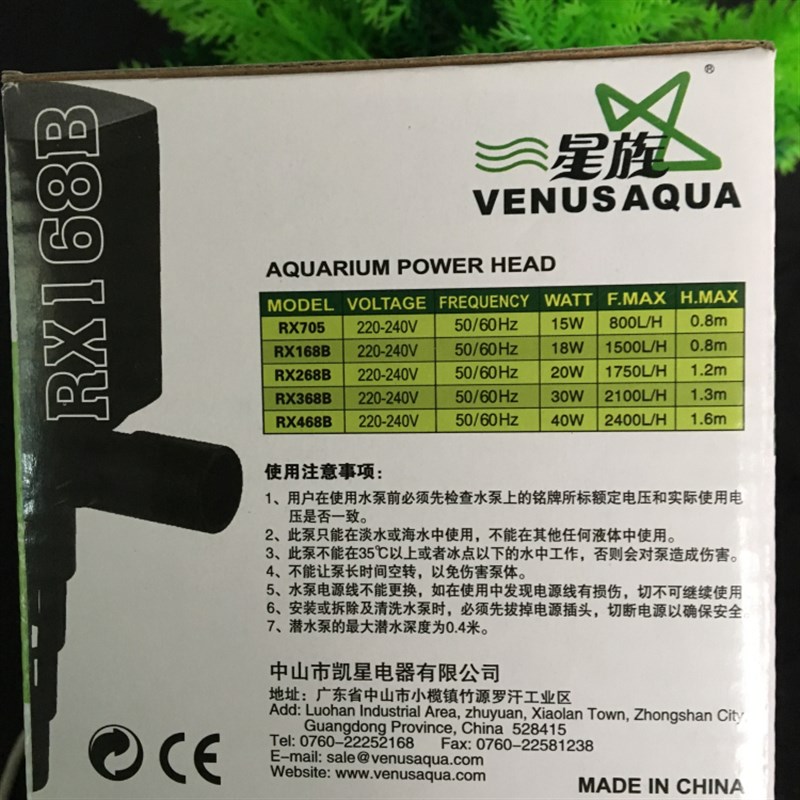 RX168B
®
星族
VENUSAQUA
AQUARIUM POWER HEAD
MODEL VOLTAGE FREQUENCY WATT F.MAX H.MAX
RX705 220-240V 50/60Hz 15W 800L/H 0.8m
RX168B 220-240V 50/60Hz 18W 1500L/H 0.8m
RX268B 220-240V 50/60Hz 20W 1750L/H 1.2m
RX368B 220-240V 50/60Hz 30W 2100L/H 1.3m
RX468B 220-240V 50/60Hz 40W 2400L/H 1.6m
使用注意事项：
1、用户在使用水泵前必须先检查水泵上的铭牌所标额定电压和实际使用电
压是否一致。
2、此泵只能在淡水或海水中使用，不能在其他任何液体中使用。
3、此泵不能在35℃以上或者冰点以下的水中工作，否则会对泵造成伤害。
4、不能让泵长时间空转，以免伤害泵体。
5、水泵电源线不能更换，如在使用中发现电源线有损伤，切不可继续使用
6、安装或拆除及清洗水泵时，必须先拔掉电源插头，切断电源以确保安全
7、潜水泵的最大潜水深度为0.4米。
中山市凯星电器有限公司
地址：广东省中山市小榄镇竹源罗汗工业区
Add: Luohan Industrial Area, zhuyuan, Xiaolan Town, Zhongshan City
Guangdong Province, China 528415
Tel: 0760-22252168 Fax: 0760-22581238
E-mail: sale@venusaqua.com
Website: www.venusaqua.com
CE
MADE IN CHINA